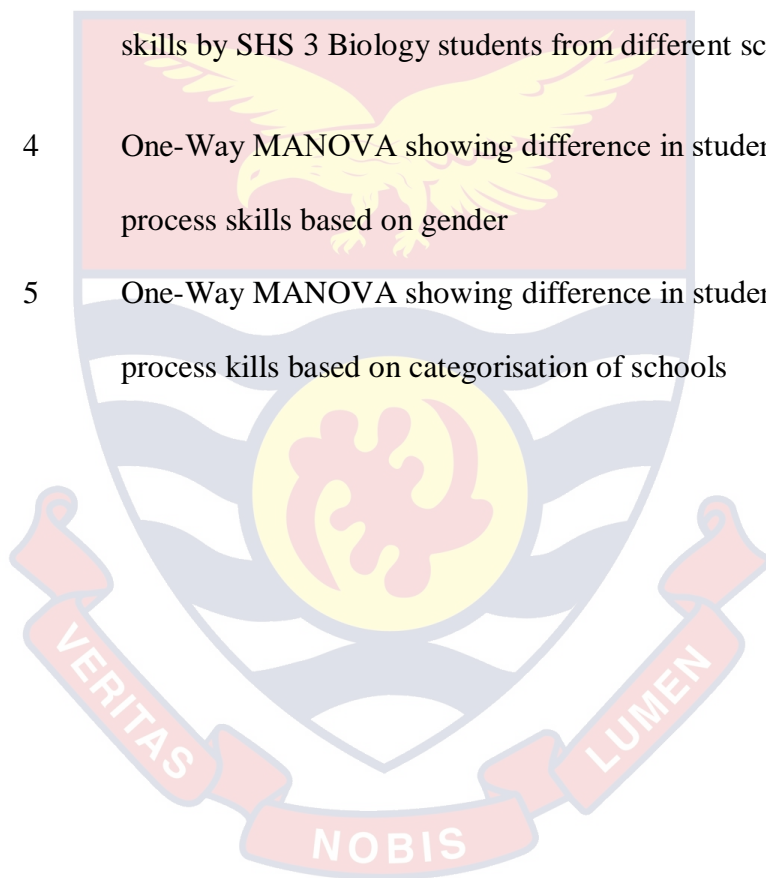 skills by SHS 3 Biology students from different sc
4 One-Way MANOVA showing difference in studen
process skills based on gender
5 One-Way MANOVA showing difference in studen
process kills based on categorisation of schools
VERITAS
NOBIS
LUMEN